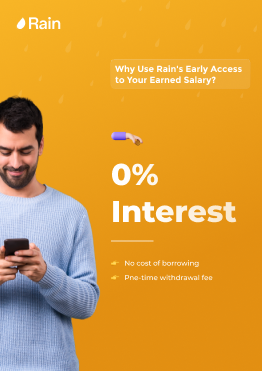 Rain
Why Use Rain's Early Access
to Your Earned Salary?
0%
Interest
No cost of borrowing
Pne-time withdrawal fee